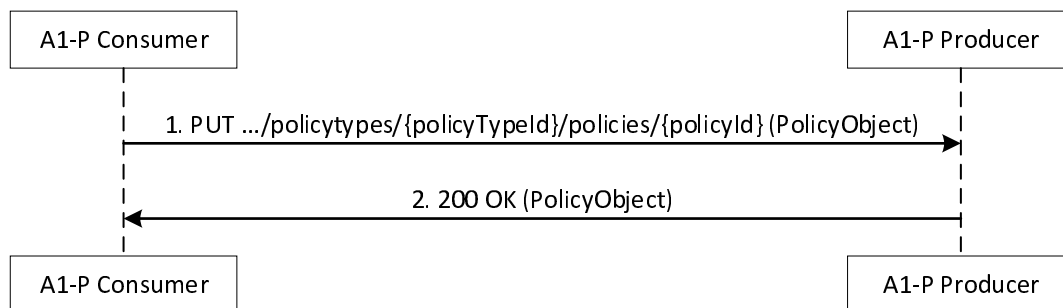 A1-P Consumer
A1-P Producer
1. PUT .../policytypes/{policyTypeId}/policies/{policyId} (PolicyObject)
2. 200 OK (PolicyObject)
A1-P Consumer
A1-P Producer